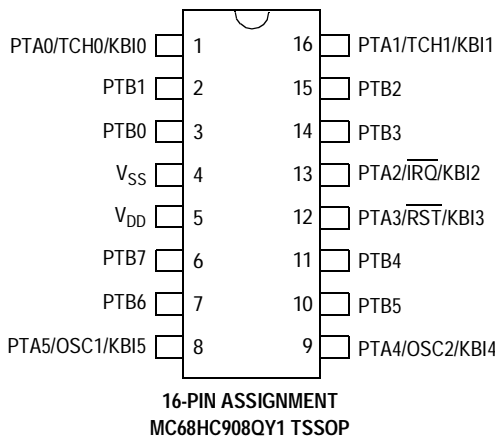 PTA0/TCH0/KBI0 1 16 PTA1/TCH1/KBI1
PTB1 2 15 PTB2
PTB0 3 14 PTB3
VSS 4 13 PTA2/IRQ/KBI2
VDD 5 12 PTA3/RST/KBI3
PTB7 6 11 PTB4
PTB6 7 10 PTB5
PTA5/OSC1/KBI5 8 9 PTA4/OSC2/KBI4
16-PIN ASSIGNMENT
MC68HC908QY1 TSSOP